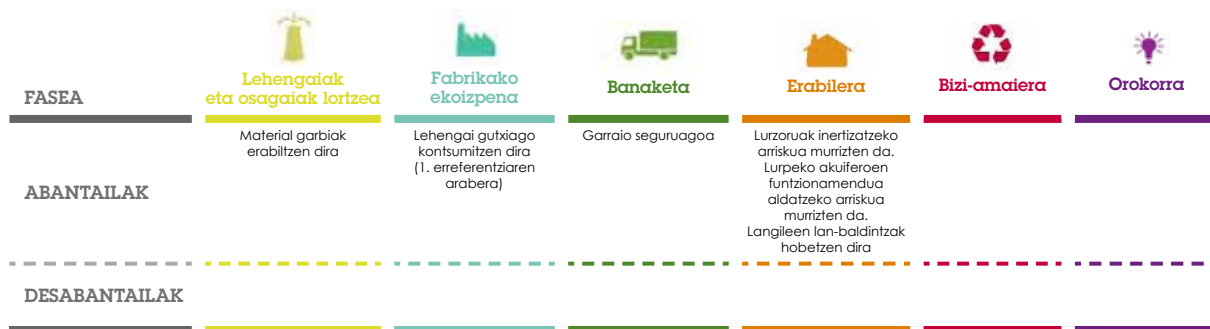 FASEA
Lehengaiak
eta osagaiak lortzea
Fabrikako
ekoizpena
Banaketa
Erabilera
Bizi-amaiera
Orokorra
ABANTAILAK
Material garbiak
erabiltzen dira
Lehengai gutxiago
kontsumitzen dira
(1. erreferentziaren
arabera)
Garraio seguruagoa
Lurzoruak inertizatzeko
arriskua murrizten da.
Lurpeko akuiferoen
funtzionamendua
aldatzeko arriskua
murrizten da.
Langileen lan-baldintzak
hobetzen dira
DESABANTAILAK